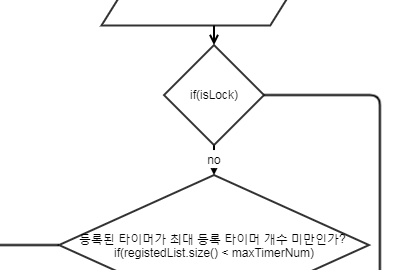 if(isLock)
no
등록된 타이머가 최대 등록 타이머 개수 미만인가?
if(registedList.size() < maxTimerNum)